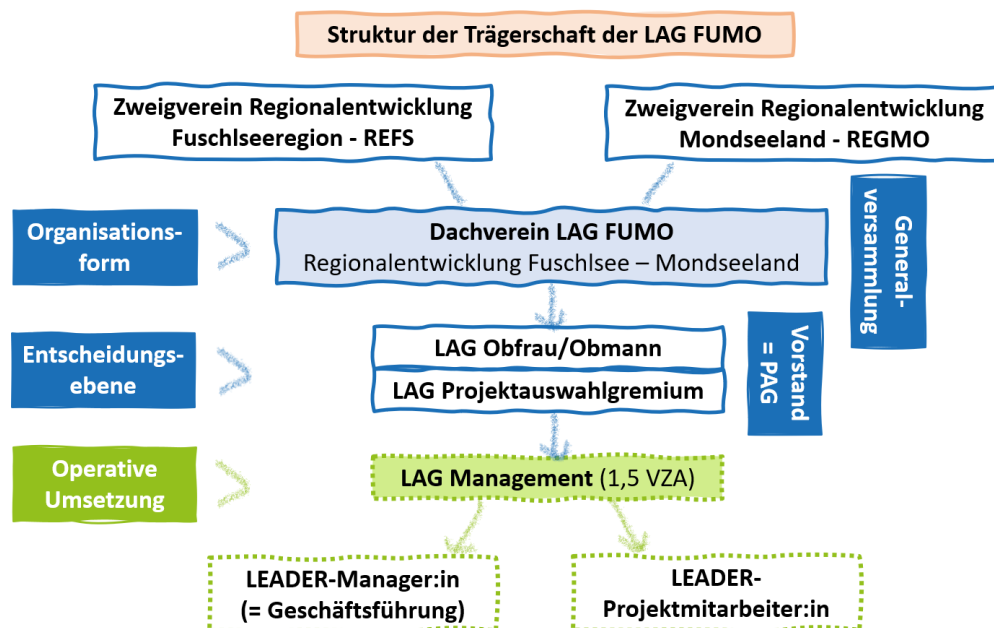 Struktur der Trägerschaft der LAG FUMO
Zweigverein Regionalentwicklung
Fuschlseeregion - REFS
Zweigverein Regionalentwicklung
Mondseeland - REGMO
Organisations-
form
Dachverein LAG FUMO
Regionalentwicklung Fuschlsee – Mondseeland
General-
versammlung
Entscheidungs-
ebene
LAG Obfrau/Obmann
LAG Projektauswahlgremium
Vorstand
= PAG
Operative
Umsetzung
LAG Management (1,5 VZA)
LEADER-Manager:in
(= Geschäftsführung)
LEADER-
Projektmitarbeiter:in